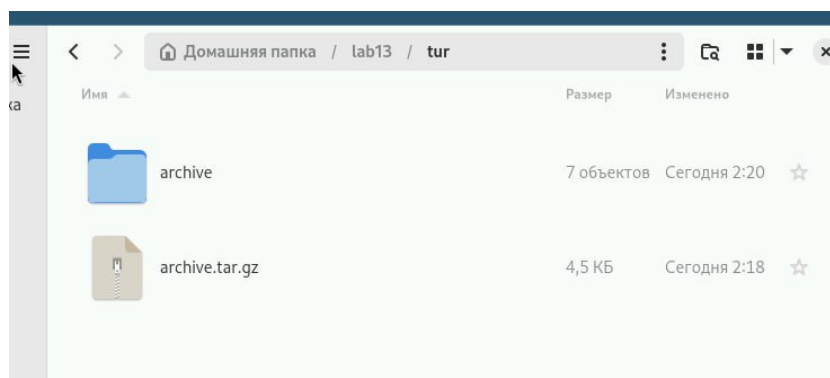 Домашняя папка / lab13 / tur
ка
Имя Размер Изменено
archive 7 объектов Сегодня 2:20
archive.tar.gz 4,5 КБ Сегодня 2:18